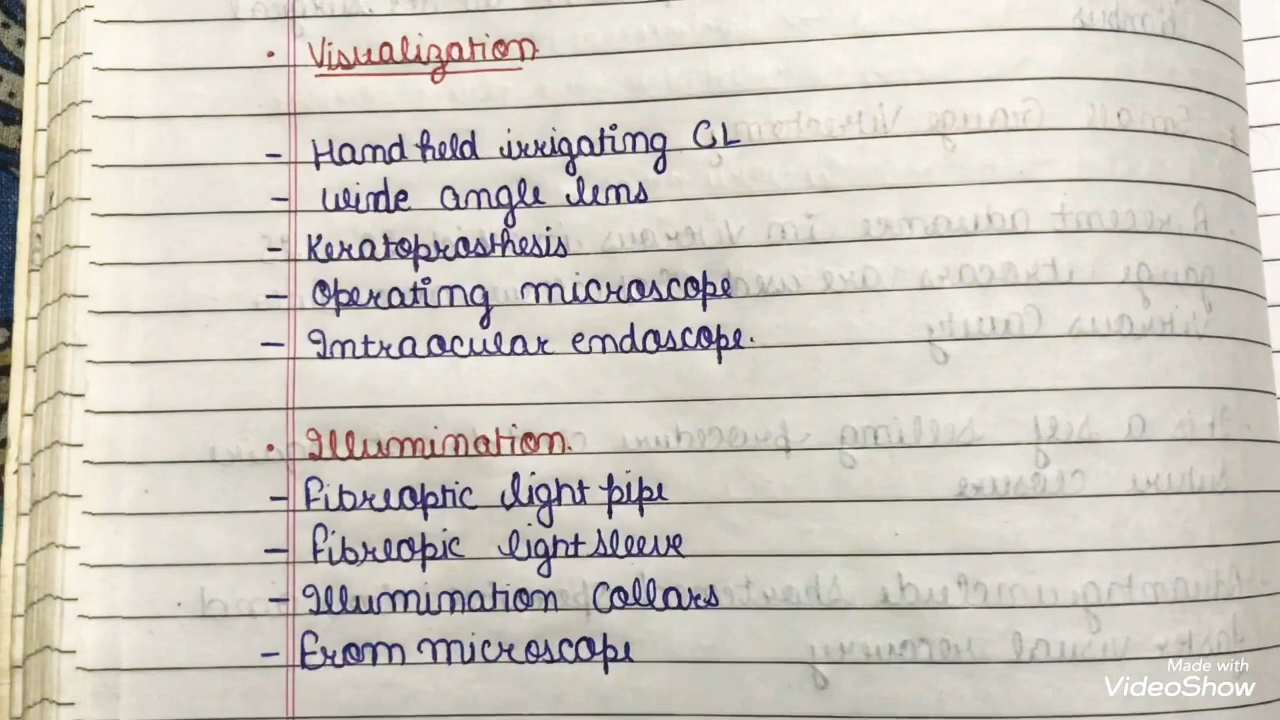 • Visualization
- Hand held irrigating CL
- wide angle lens
- Keratoprosthesis
- Operating microscope
- Intraocular endoscope.
• Illumination.
- Fibreoptic light pipe
- fibreopic light sleeve
- Illumination Collars
- From microscope
Made with
VideoShow